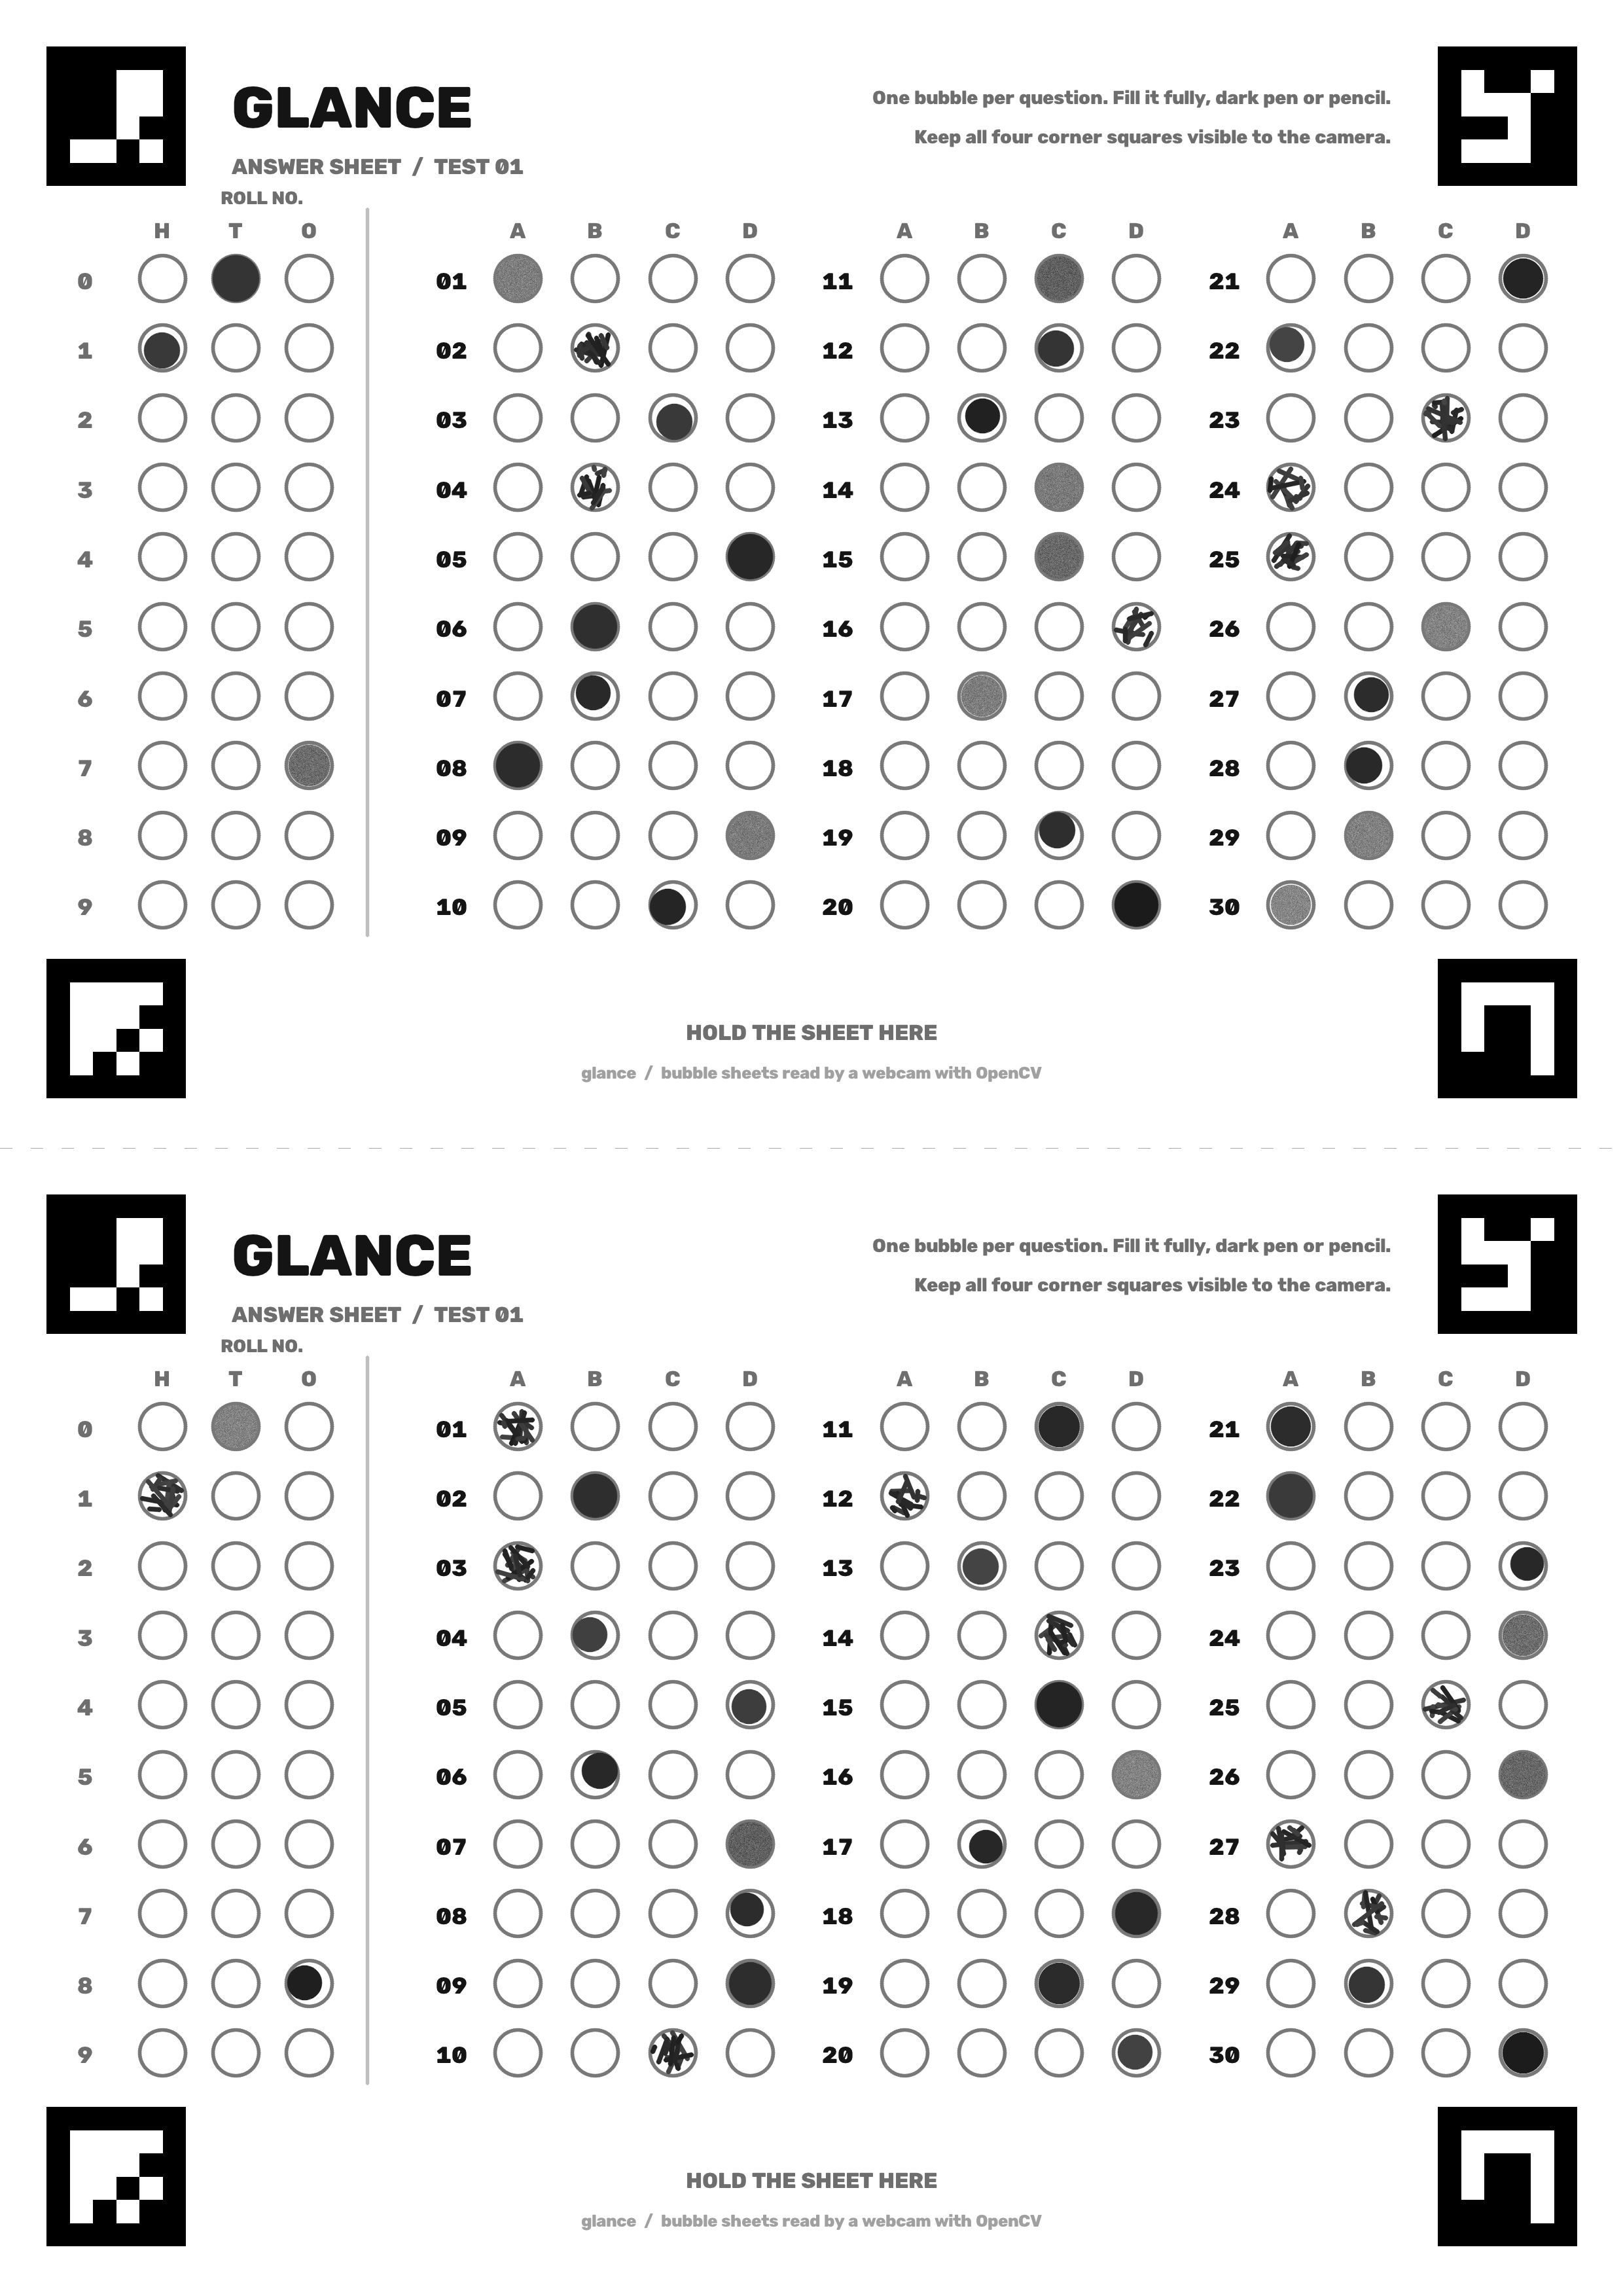 GLANCE
One bubble per question. Fill it fully, dark pen or pencil.
Keep all four corner squares visible to the camera.
ANSWER SHEET / TEST 01
ROLL NO.
H T O A B C D A B C D A B C D
0 01 11 21
1 02 12 22
2 03 13 23
3 04 14 24
4 05 15 25
5 06 16 26
6 07 17 27
7 08 18 28
8 09 19 29
9 10 20 30
HOLD THE SHEET HERE
glance / bubble sheets read by a webcam with OpenCV
GLANCE
One bubble per question. Fill it fully, dark pen or pencil.
Keep all four corner squares visible to the camera.
ANSWER SHEET / TEST 01
ROLL NO.
H T O A B C D A B C D A B C D
0 01 11 21
1 02 12 22
2 03 13 23
3 04 14 24
4 05 15 25
5 06 16 26
6 07 17 27
7 08 18 28
8 09 19 29
9 10 20 30
HOLD THE SHEET HERE
glance / bubble sheets read by a webcam with OpenCV